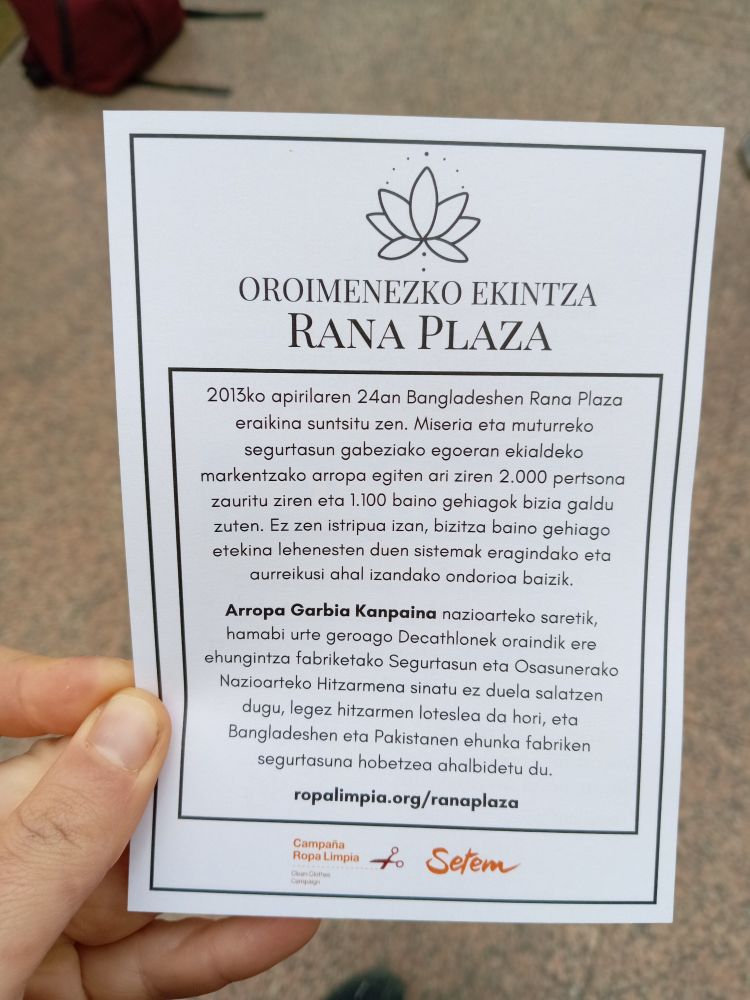 OROIMENEZKO EKINTZA
RANA PLAZA
2013ko apirilaren 24an Bangladeshen Rana Plaza
eraikina suntsitu zen. Miseria eta muturreko
segurtasun gabeziako egoeran ekialdeko
markentzako arropa egiten ari ziren 2.000 pertsona
zauritu ziren eta 1.100 baino gehiagok bizia galdu
zuten. Ez zen istripua izan, bizitza baino gehiago
etekina lehenesten duen sistemak eragindako eta
aurreikusi ahal izandako ondorioa baizik.
Arropa Garbia Kanpaina nazioarteko saretik,
hamabi urte geroago Decathlonek oraindik ere
ehungintza fabriketako Segurtasun eta Osasunerako
Nazioarteko Hitzarmena sinatu ez duela salatzen
dugu, legez hitzarmen loteslea da hori, eta
Bangladeshen eta Pakistanen ehunka fabriken
segurtasuna hobetzea ahalbidetu du.
ropalimpia.org/ranaplaza
Campaña
Ropa Limpia
Clean Clothes
Campaign
Setem